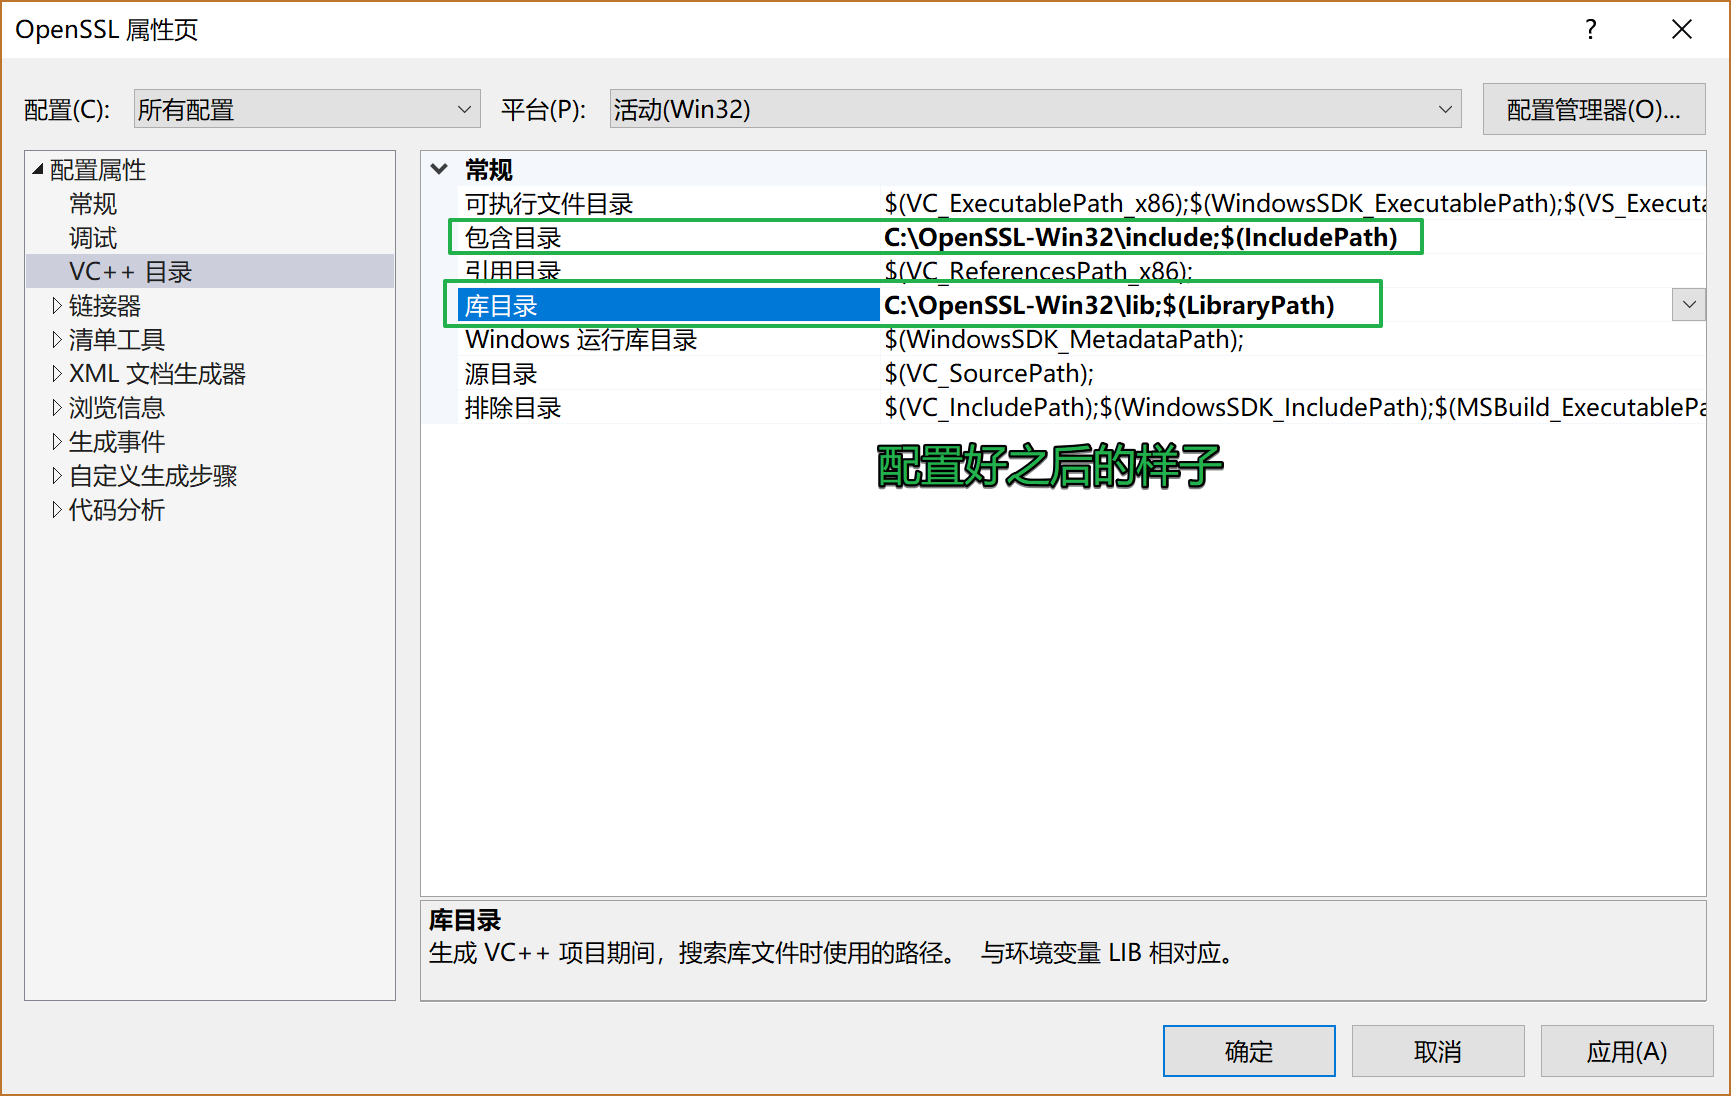 OpenSSL 属性页
配置(C): 所有配置 平台(P): 活动(Win32) 配置管理器(O)...
配置属性
常规
调试
VC++ 目录
链接器
清单工具
XML 文档生成器
浏览信息
生成事件
自定义生成步骤
代码分析
常规
可执行文件目录 $(VC_ExecutablePath_x86);$(WindowsSDK_ExecutablePath);$(VS_Executa
包含目录 C:\OpenSSL-Win32\include;$(IncludePath)
引用目录 $(VC_ReferencesPath_x86);
库目录 C:\OpenSSL-Win32\lib;$(LibraryPath)
Windows 运行库目录 $(WindowsSDK_MetadataPath);
源目录 $(VC_SourcePath);
排除目录 $(VC_IncludePath);$(WindowsSDK_IncludePath);$(MSBuild_ExecutablePa
配置好之后的样子
库目录
生成 VC++ 项目期间，搜索库文件时使用的路径。 与环境变量 LIB 相对应。
确定 取消 应用(A)